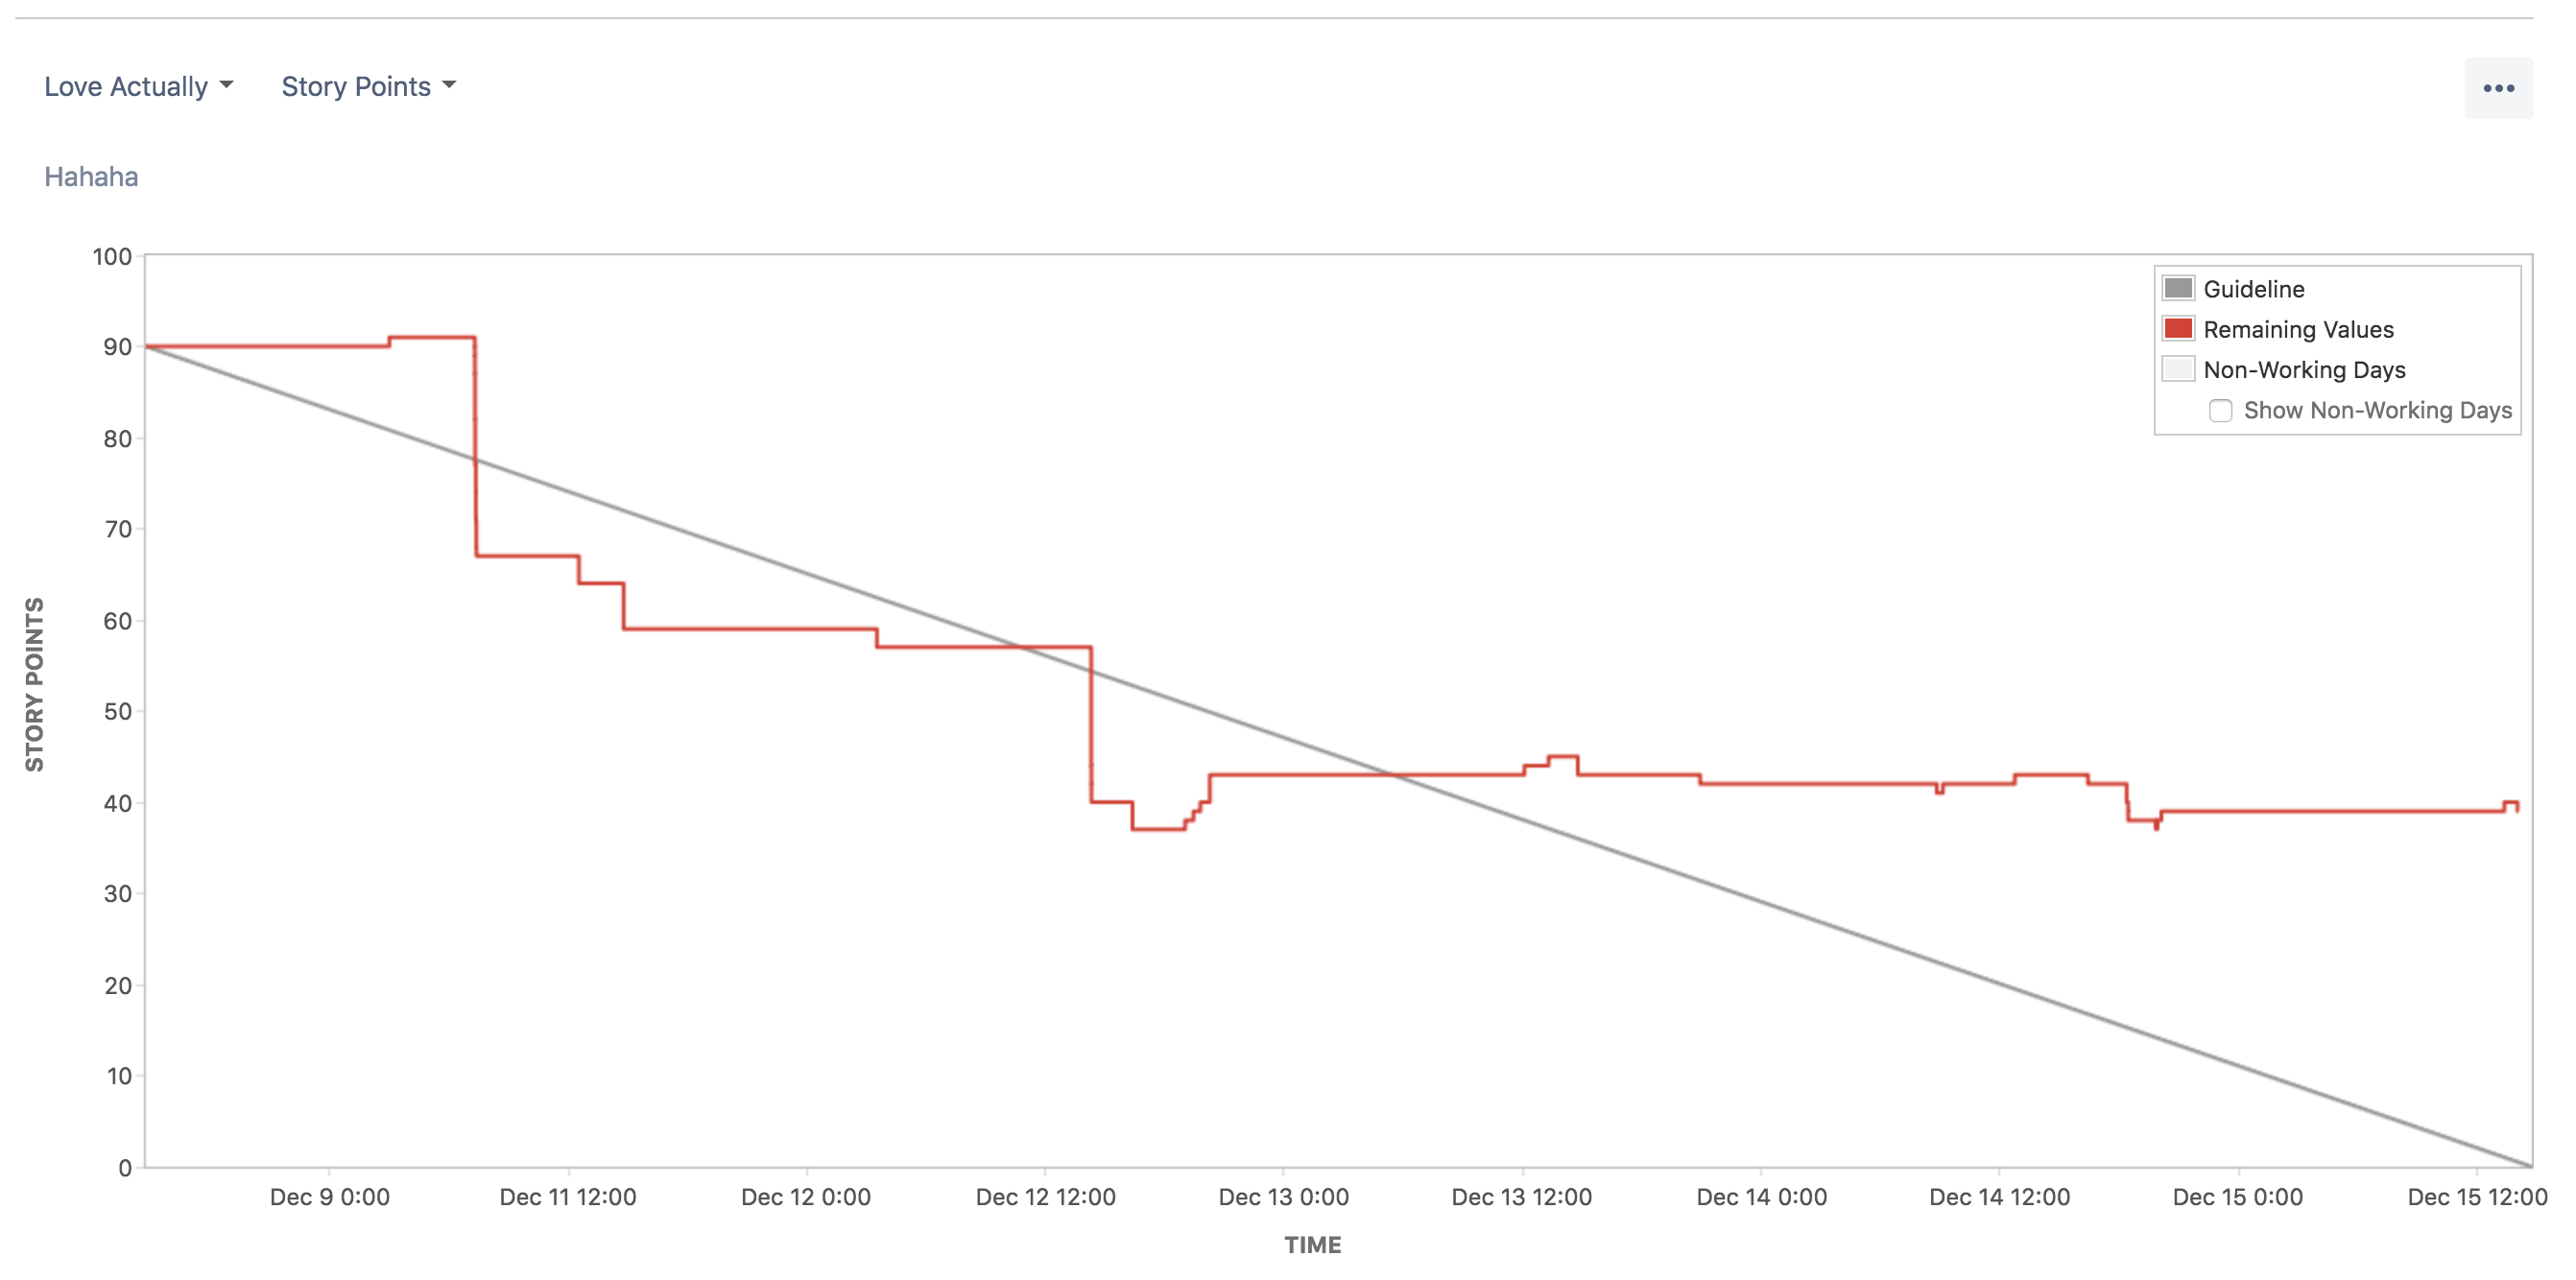 Love Actually Story Points
Hahaha
100
90
80
70
60
50
40
30
20
10
0
STORY POINTS
Guideline
Remaining Values
Non-Working Days
Show Non-Working Days
Dec 9 0:00 Dec 11 12:00 Dec 12 0:00 Dec 12 12:00 Dec 13 0:00 Dec 13 12:00 Dec 14 0:00 Dec 14 12:00 Dec 15 0:00 Dec 15 12:00
TIME